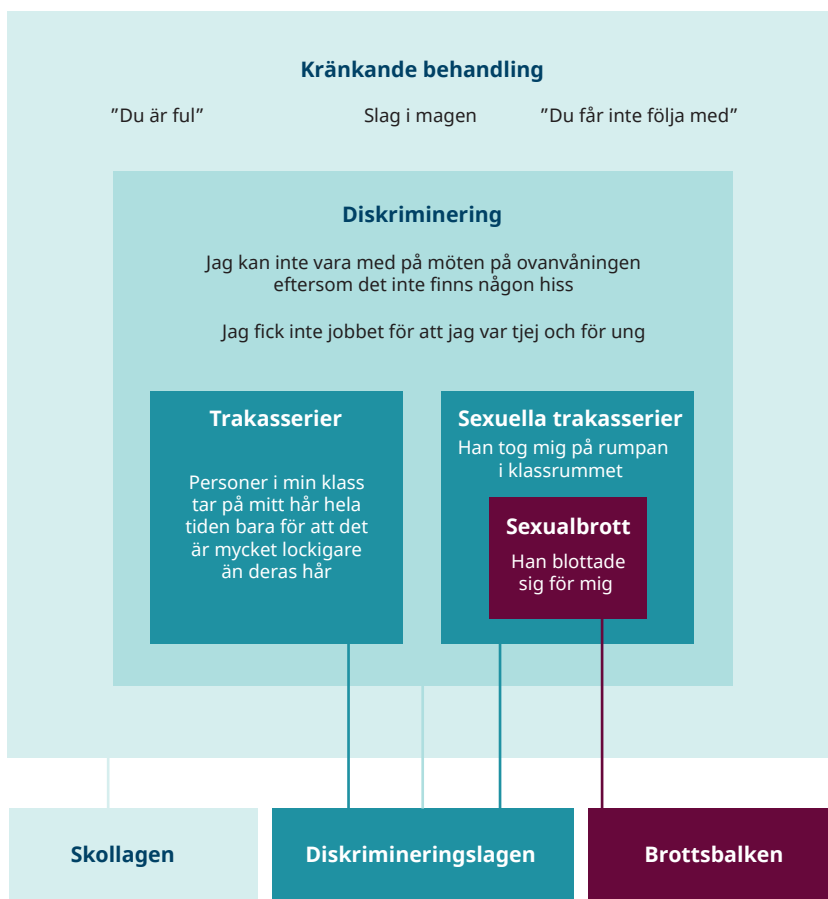 Kränkande behandling
”Du är ful”
Slag i magen
”Du får inte följa med”
Diskriminering
Jag kan inte vara med på möten på ovanvåningen
eftersom det inte finns någon hiss
Jag fick inte jobbet för att jag var tjej och för ung
Trakasserier
Personer i min klass
tar på mitt hår hela
tiden bara för att det
är mycket lockigare
än deras hår
Sexuella trakasserier
Han tog mig på rumpan
i klassrummet
Sexualbrott
Han blottade
sig för mig
Skollagen
Diskrimineringslagen
Brottsbalken